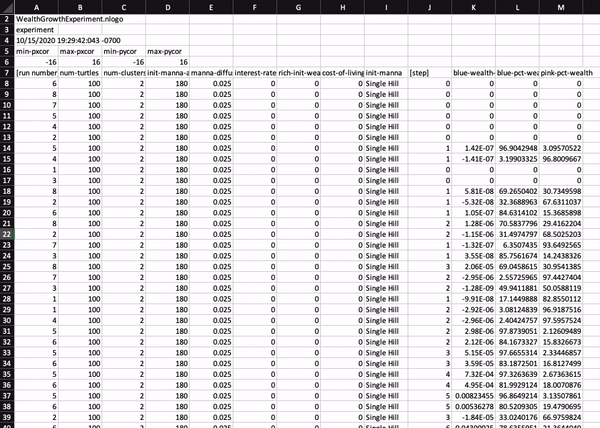 A B C D E F G H I J K L M
2 WealthGrowthExperiment.nlogo
3 experiment
4 10/15/2020 19:29:42:043 -0700
5 min-pxcor max-pxcor min-pycor max-pycor
6 -16 16 -16 16
7 [run number num-turtles num-clusters init-manna-a manna-diffu interest-rate rich-init-wea cost-of-living init-manna [step] blue-wealth- blue-pct-wea pink-pct-wealth
8 6 100 2 180 0.025 0 0 0 Single Hill 0 0 0 0
9 8 100 2 180 0.025 0 0 0 Single Hill 0 0 0 0
10 7 100 2 180 0.025 0 0 0 Single Hill 0 0 0 0
11 5 100 2 180 0.025 0 0 0 Single Hill 0 0 0 0
12 4 100 2 180 0.025 0 0 0 Single Hill 0 0 0 0
13 2 100 2 180 0.025 0 0 0 Single Hill 0 0 0 0
14 5 100 2 180 0.025 0 0 0 Single Hill 1 1.42E-07 96.9042948 3.09570522
15 4 100 2 180 0.025 0 0 0 Single Hill 1 -1.41E-07 3.19903325 96.8009667
16 1 100 2 180 0.025 0 0 0 Single Hill 0 0 0 0
17 3 100 2 180 0.025 0 0 0 Single Hill 0 0 0 0
18 8 100 2 180 0.025 0 0 0 Single Hill 1 5.81E-08 69.2650402 30.7349598
19 2 100 2 180 0.025 0 0 0 Single Hill 1 -5.32E-08 32.3688963 67.6311037
20 6 100 2 180 0.025 0 0 0 Single Hill 1 1.05E-07 84.6314102 15.3685898
21 8 100 2 180 0.025 0 0 0 Single Hill 2 1.28E-06 70.5837796 29.4162204
22 2 100 2 180 0.025 0 0 0 Single Hill 2 -1.15E-06 31.4974797 68.5025203
23 7 100 2 180 0.025 0 0 0 Single Hill 1 -1.32E-07 6.3507435 93.6492565
24 3 100 2 180 0.025 0 0 0 Single Hill 1 3.55E-08 85.7561674 14.2438326
25 8 100 2 180 0.025 0 0 0 Single Hill 3 2.06E-05 69.0458615 30.9541385
26 7 100 2 180 0.025 0 0 0 Single Hill 2 -2.95E-06 2.55725965 97.4427404
27 3 100 2 180 0.025 0 0 0 Single Hill 2 -1.28E-09 49.9411881 50.0588119
28 1 100 2 180 0.025 0 0 0 Single Hill 1 -9.91E-08 17.1449888 82.8550112
29 1 100 2 180 0.025 0 0 0 Single Hill 2 -2.92E-06 3.08124839 96.9187516
30 4 100 2 180 0.025 0 0 0 Single Hill 2 -2.96E-06 2.40424757 97.5957524
31 5 100 2 180 0.025 0 0 0 Single Hill 2 2.98E-06 97.8739051 2.12609489
32 6 100 2 180 0.025 0 0 0 Single Hill 2 2.12E-06 84.1673327 15.8326673
33 5 100 2 180 0.025 0 0 0 Single Hill 3 5.1E-05 97.6655314 2.33446857
34 6 100 2 180 0.025 0 0 0 Single Hill 3 3.59E-05 83.1872501 16.8127499
35 5 100 2 180 0.025 0 0 0 Single Hill 4 7.32E-04 97.3263639 2.67363615
36 6 100 2 180 0.025 0 0 0 Single Hill 4 4.95E-04 81.9929124 18.0070876
37 5 100 2 180 0.025 0 0 0 Single Hill 5 0.00823455 96.8649214 3.13507861
38 6 100 2 180 0.025 0 0 0 Single Hill 5 0.00536278 80.5209305 19.4790695
39 2 100 2 180 0.025 0 0 0 Single Hill 3 -1.84E-05 33.0240176 66.9759824